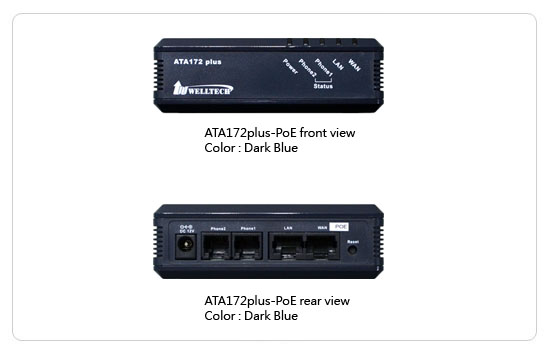 ATA172 plus
Power
Phone2
Phone1
LAN
WAN
Status
WELLTECH
ATA172plus-PoE front view
Color : Dark Blue
DC 12V
Phone2
Phone1
LAN
WAN
POE
Reset
ATA172plus-PoE rear view
Color : Dark Blue